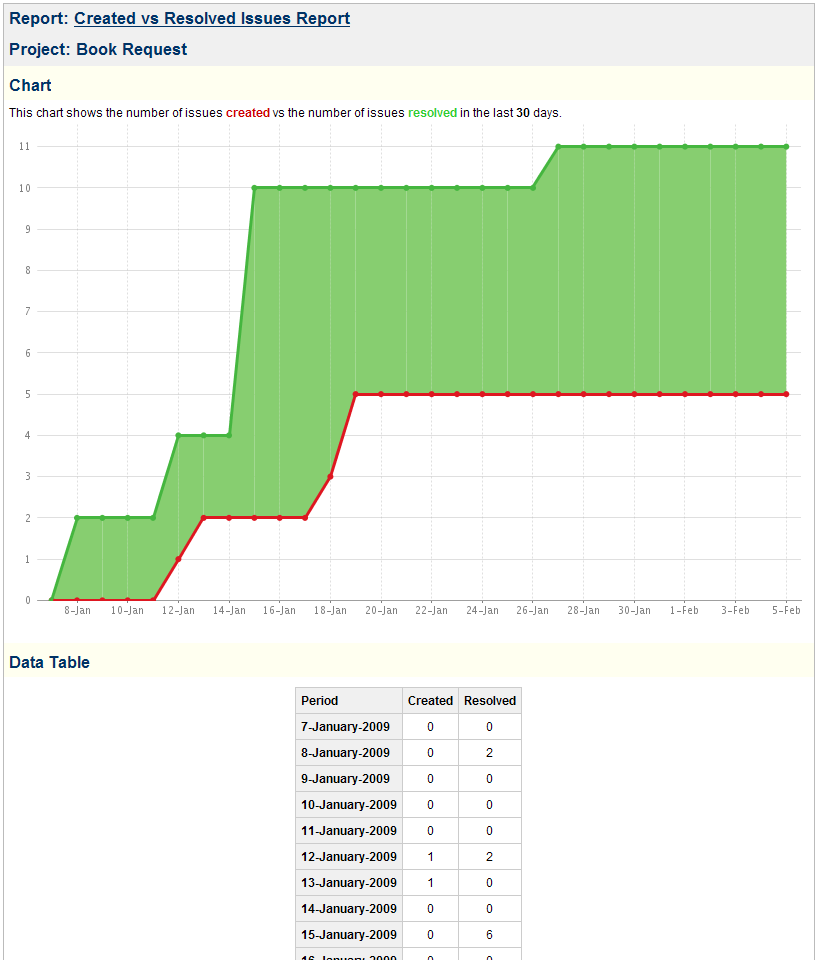 Report: Created vs Resolved Issues Report
Project: Book Request
Chart
This chart shows the number of issues created vs the number of issues resolved in the last 30 days.
11
10
9
8
7
6
5
4
3
2
1
0
8-Jan 10-Jan 12-Jan 14-Jan 16-Jan 18-Jan 20-Jan 22-Jan 24-Jan 26-Jan 28-Jan 30-Jan 1-Feb 3-Feb 5-Feb
Data Table
Period Created Resolved
7-January-2009 0 0
8-January-2009 0 2
9-January-2009 0 0
10-January-2009 0 0
11-January-2009 0 0
12-January-2009 1 2
13-January-2009 1 0
14-January-2009 0 0
15-January-2009 0 6
16-January-2009 0 0